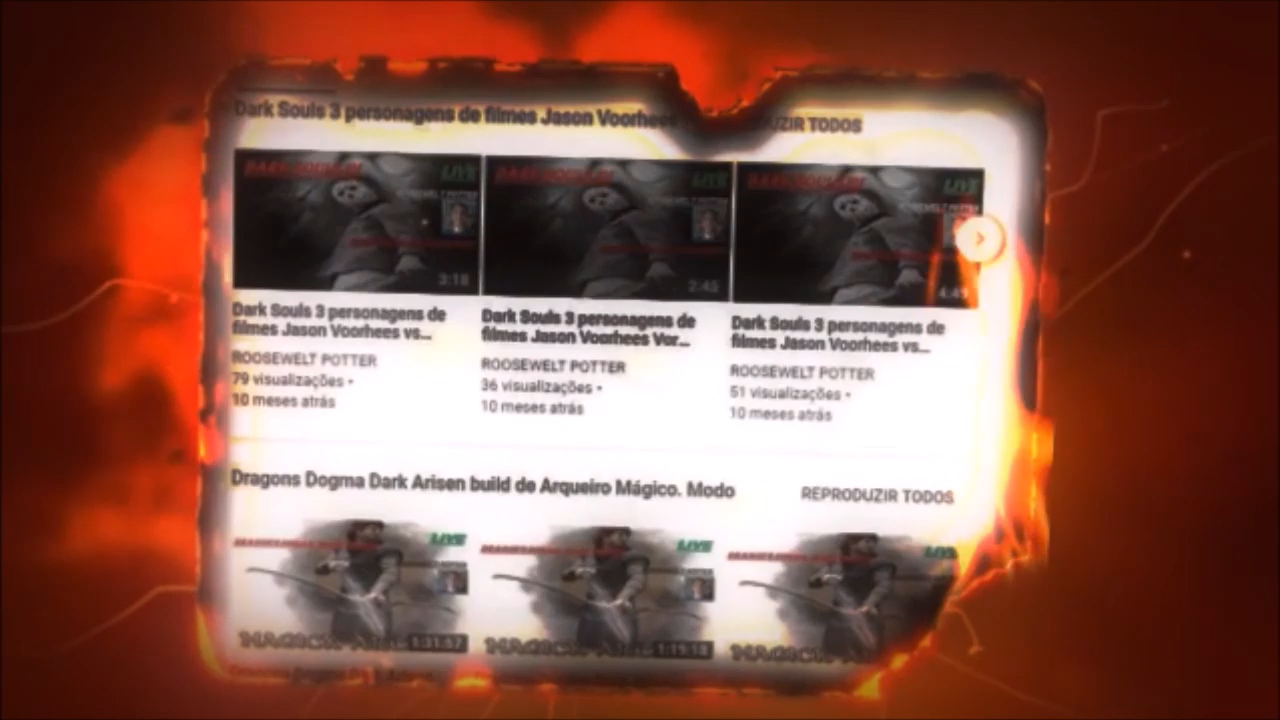 Dark Souls 3 personagens de filmes Jason Voorhees
UZIR TODOS
LIVE
LIVE
LIVE
3:18
2:45
Dark Souls 3 personagens de
filmes Jason Voorhees vs...
ROOSEWELT POTTER
79 visualizações •
10 meses atrás
Dark Souls 3 personagens de
filmes Jason Voorhees Vor...
ROOSEWELT POTTER
36 visualizações •
10 meses atrás
Dark Souls 3 personagens de
filmes Jason Voorhees vs...
ROOSEWELT POTTER
51 visualizações •
10 meses atrás
Dragons Dogma Dark Arisen build de Arqueiro Mágico. Modo
REPRODUZIR TODOS
LIVE
LIVE
LIVE
1:31:57
1:19:18